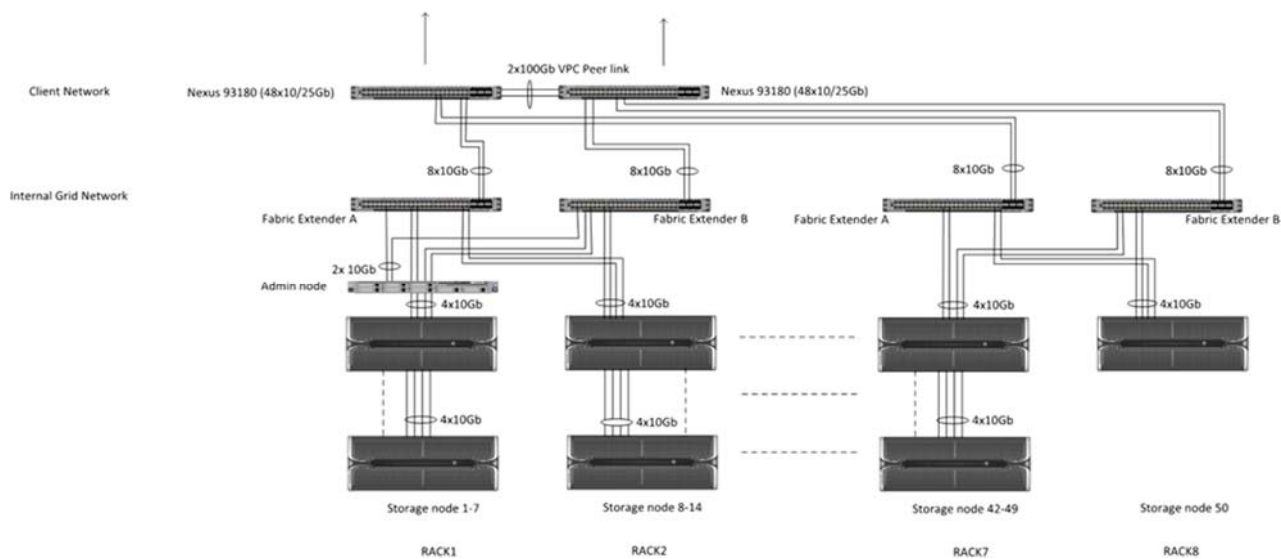 2x100Gb VPC Peer link
Client Network
Nexus 93180 (48x10/25Gb)
Nexus 93180 (48x10/25Gb)
8x10Gb
8x10Gb
8x10Gb
8x10Gb
Internal Grid Network
Fabric Extender A
Fabric Extender B
Fabric Extender A
Fabric Extender B
2x 10Gb
Admin node
4x10Gb
4x10Gb
4x10Gb
4x10Gb
4x10Gb
4x10Gb
4x10Gb
Storage node 1-7
Storage node 8-14
Storage node 42-49
Storage node 50
RACK1
RACK2
RACK7
RACK8